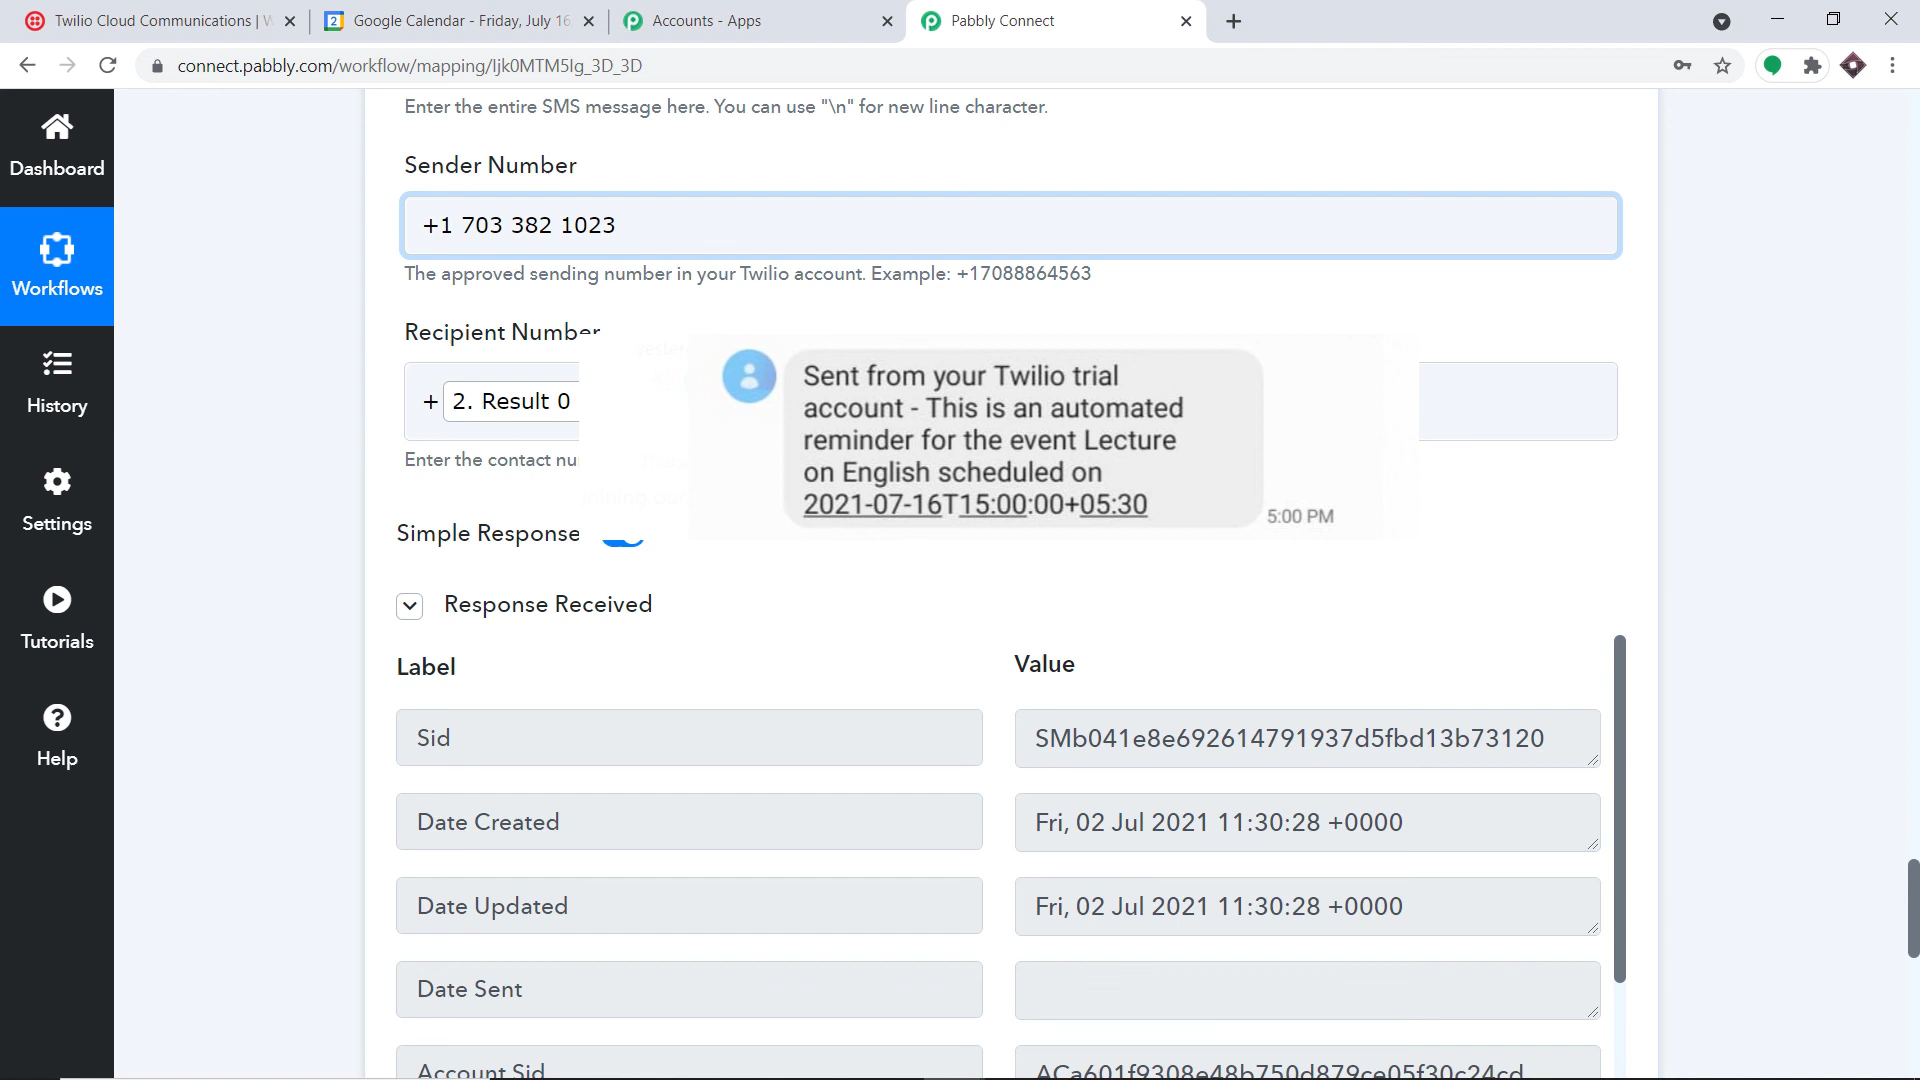 Twilio Cloud Communications | W
Google Calendar - Friday, July 16
Accounts - Apps
Pabbly Connect
connect.pabbly.com/workflow/mapping/Ijk0MTM5Ig_3D_3D
Dashboard
Workflows
History
Settings
Tutorials
Help
Enter the entire SMS message here. You can use "\n" for new line character.
Sender Number
+1 703 382 1023
The approved sending number in your Twilio account. Example: +17088864563
Recipient Number
+ 2. Result 0
Enter the contact nu
Sent from your Twilio trial
account - This is an automated
reminder for the event Lecture
on English scheduled on
2021-07-16T15:00:00+05:30
5:00 PM
Simple Response
Response Received
Label
Value
Sid
SMb041e8e692614791937d5fbd13b73120
Date Created
Fri, 02 Jul 2021 11:30:28 +0000
Date Updated
Fri, 02 Jul 2021 11:30:28 +0000
Date Sent
Account Sid
ACa601f9308e48b750d879ce05f30c24cd